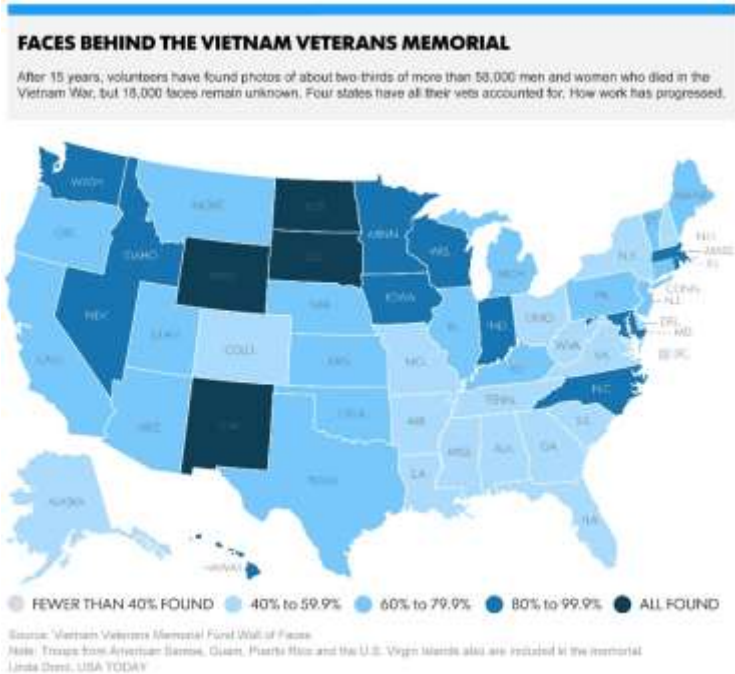 FACES BEHIND THE VIETNAM VETERANS MEMORIAL
After 15 years, volunteers have found photos of about two-thirds of more than 58,000 men and women who died in the
Vietnam War, but 18,000 faces remain unknown. Four states have all their vets accounted for. How work has progressed.
WASH
MONT
MINN
MAINE
ORE
IDAHO
WIS
N.Y.
N.H.
MASS
R.I.
MICH
IOWA
NEB
PA
CONN
N.J.
NEV
UTAH
COLO
ILL
IND
OHIO
DEL
MD
CALIF
KAN
MO
KY
W.VA
VA
D.C.
ARIZ
OKLA
ARK
TENN
N.C.
S.C.
TEXAS
LA
MISS
ALA
GA
ALASKA
FLA
HAWAII
FEWER THAN 40% FOUND 40% to 59.9% 60% to 79.9% 80% to 99.9% ALL FOUND
Source: Vietnam Veterans Memorial Fund Wall of Faces
Note: Troops from American Samoa, Guam, Puerto Rico and the U.S. Virgin Islands also are included in the memorial
USA TODAY